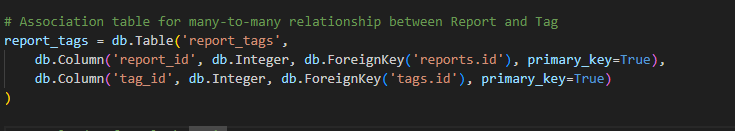 # Association table for many-to-many relationship between Report and Tag
report_tags = db.Table('report_tags',
    db.Column('report_id', db.Integer, db.ForeignKey('reports.id'), primary_key=True),
    db.Column('tag_id', db.Integer, db.ForeignKey('tags.id'), primary_key=True)
)